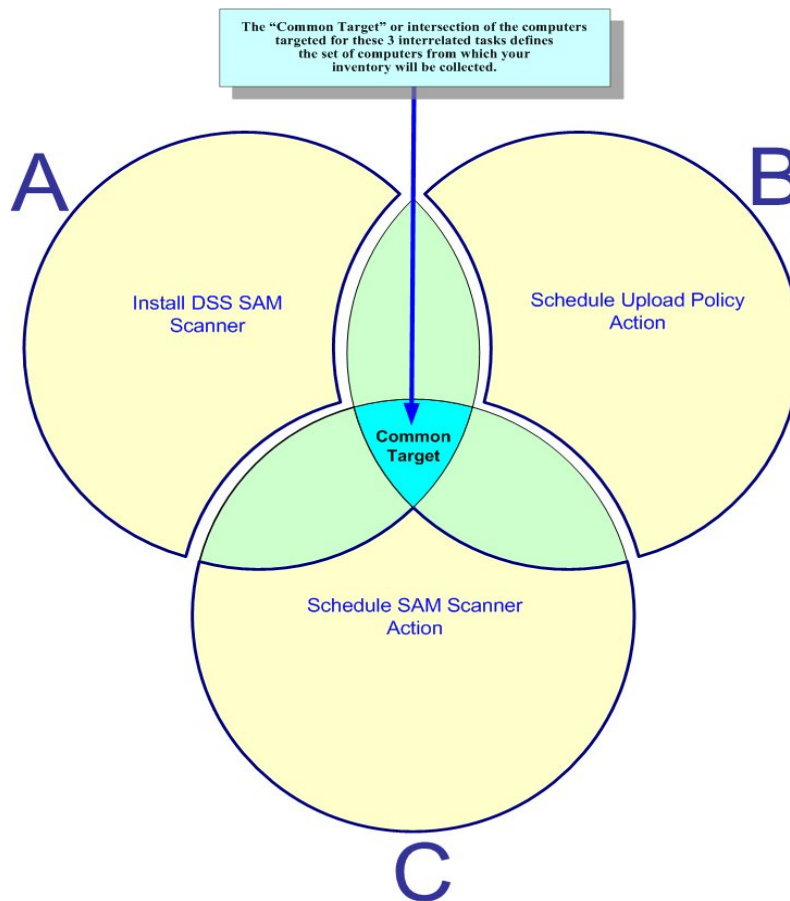 The “Common Target” or intersection of the computers
targeted for these 3 interrelated tasks defines
the set of computers from which your
inventory will be collected.
A
B
Install DSS SAM
Scanner
Schedule Upload Policy
Action
Common
Target
Schedule SAM Scanner
Action
C